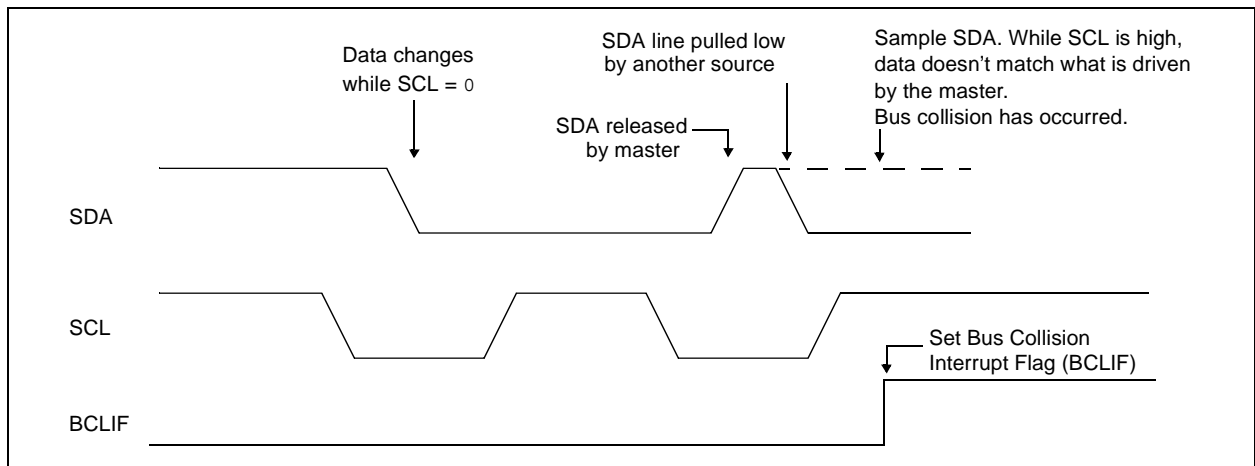 Data changes
while SCL = 0
SDA line pulled low
by another source
Sample SDA. While SCL is high,
data doesn't match what is driven
by the master.
Bus collision has occurred.
SDA released
by master
SDA
SCL
Set Bus Collision
Interrupt Flag (BCLIF)
BCLIF